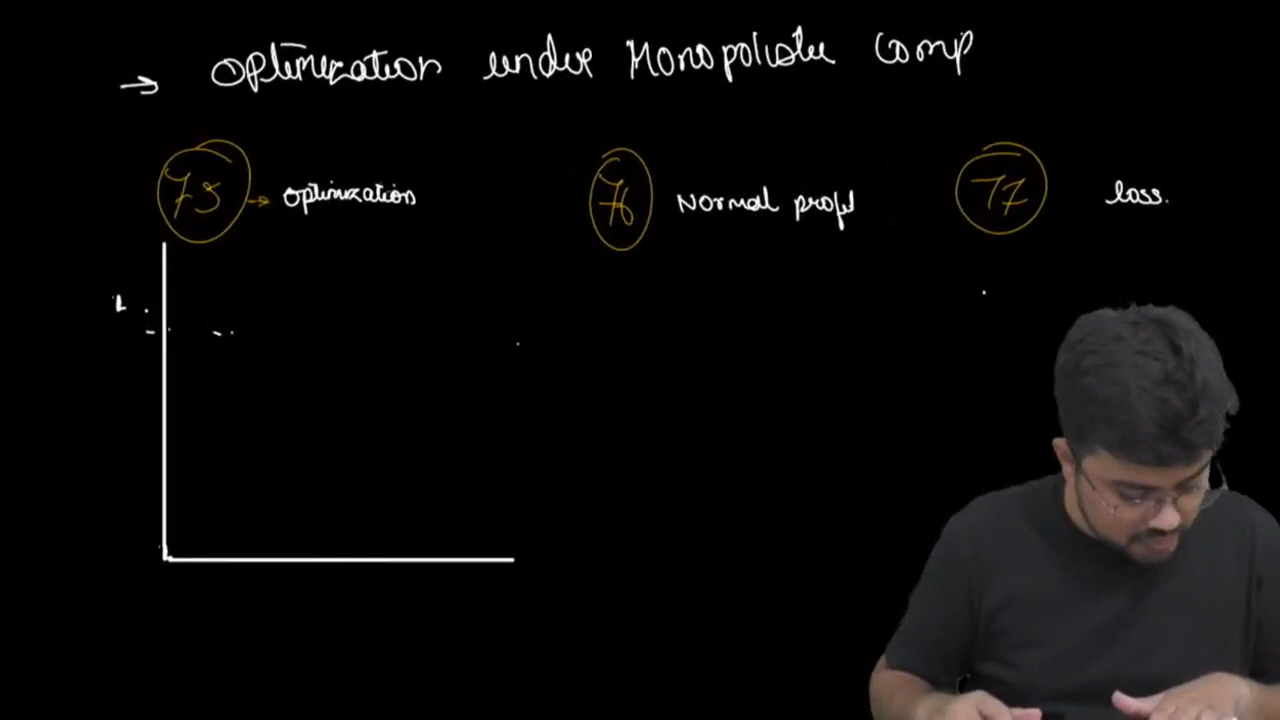 → Optimization under Monopolistic Comp
75 → optimization 76 Normal profit 77 loss.